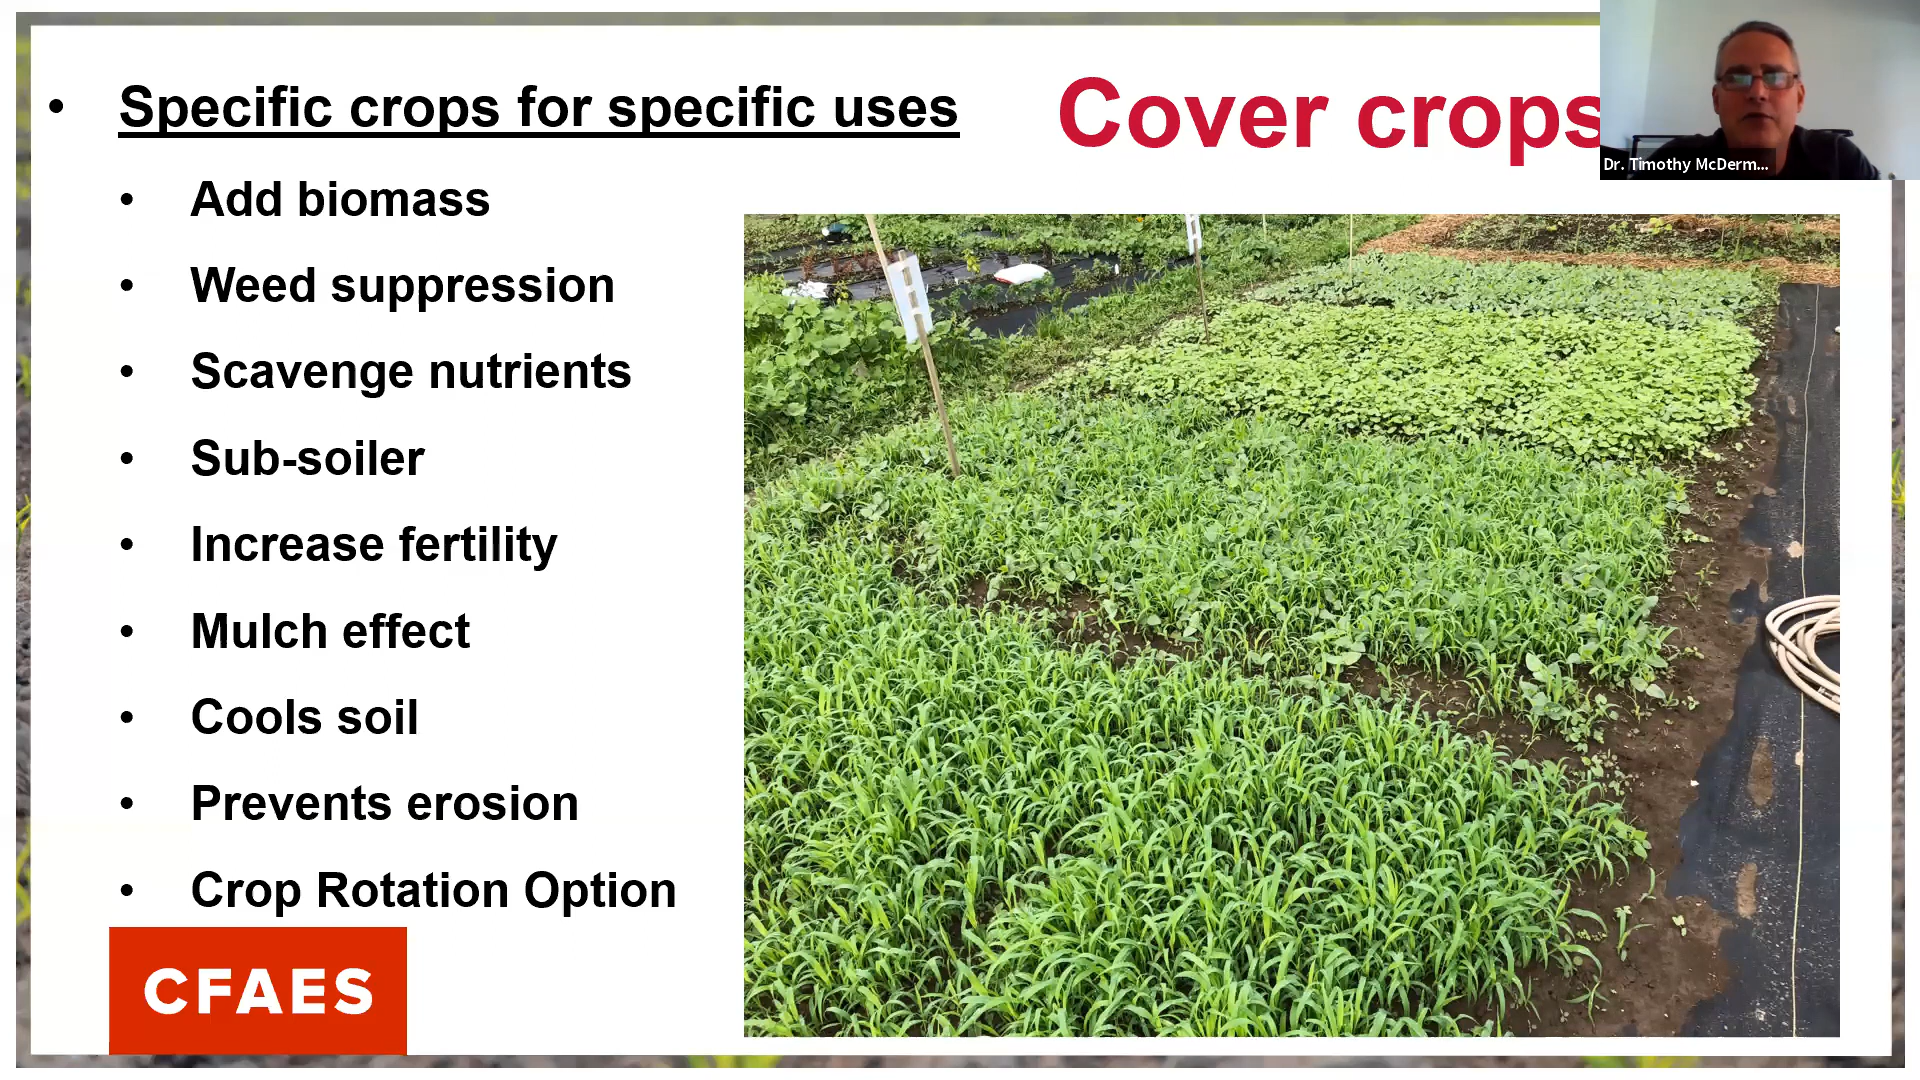 • Specific crops for specific uses
Cover crops
Dr. Timothy McDerm...
• Add biomass
• Weed suppression
• Scavenge nutrients
• Sub-soiler
• Increase fertility
• Mulch effect
• Cools soil
• Prevents erosion
• Crop Rotation Option
CFAES